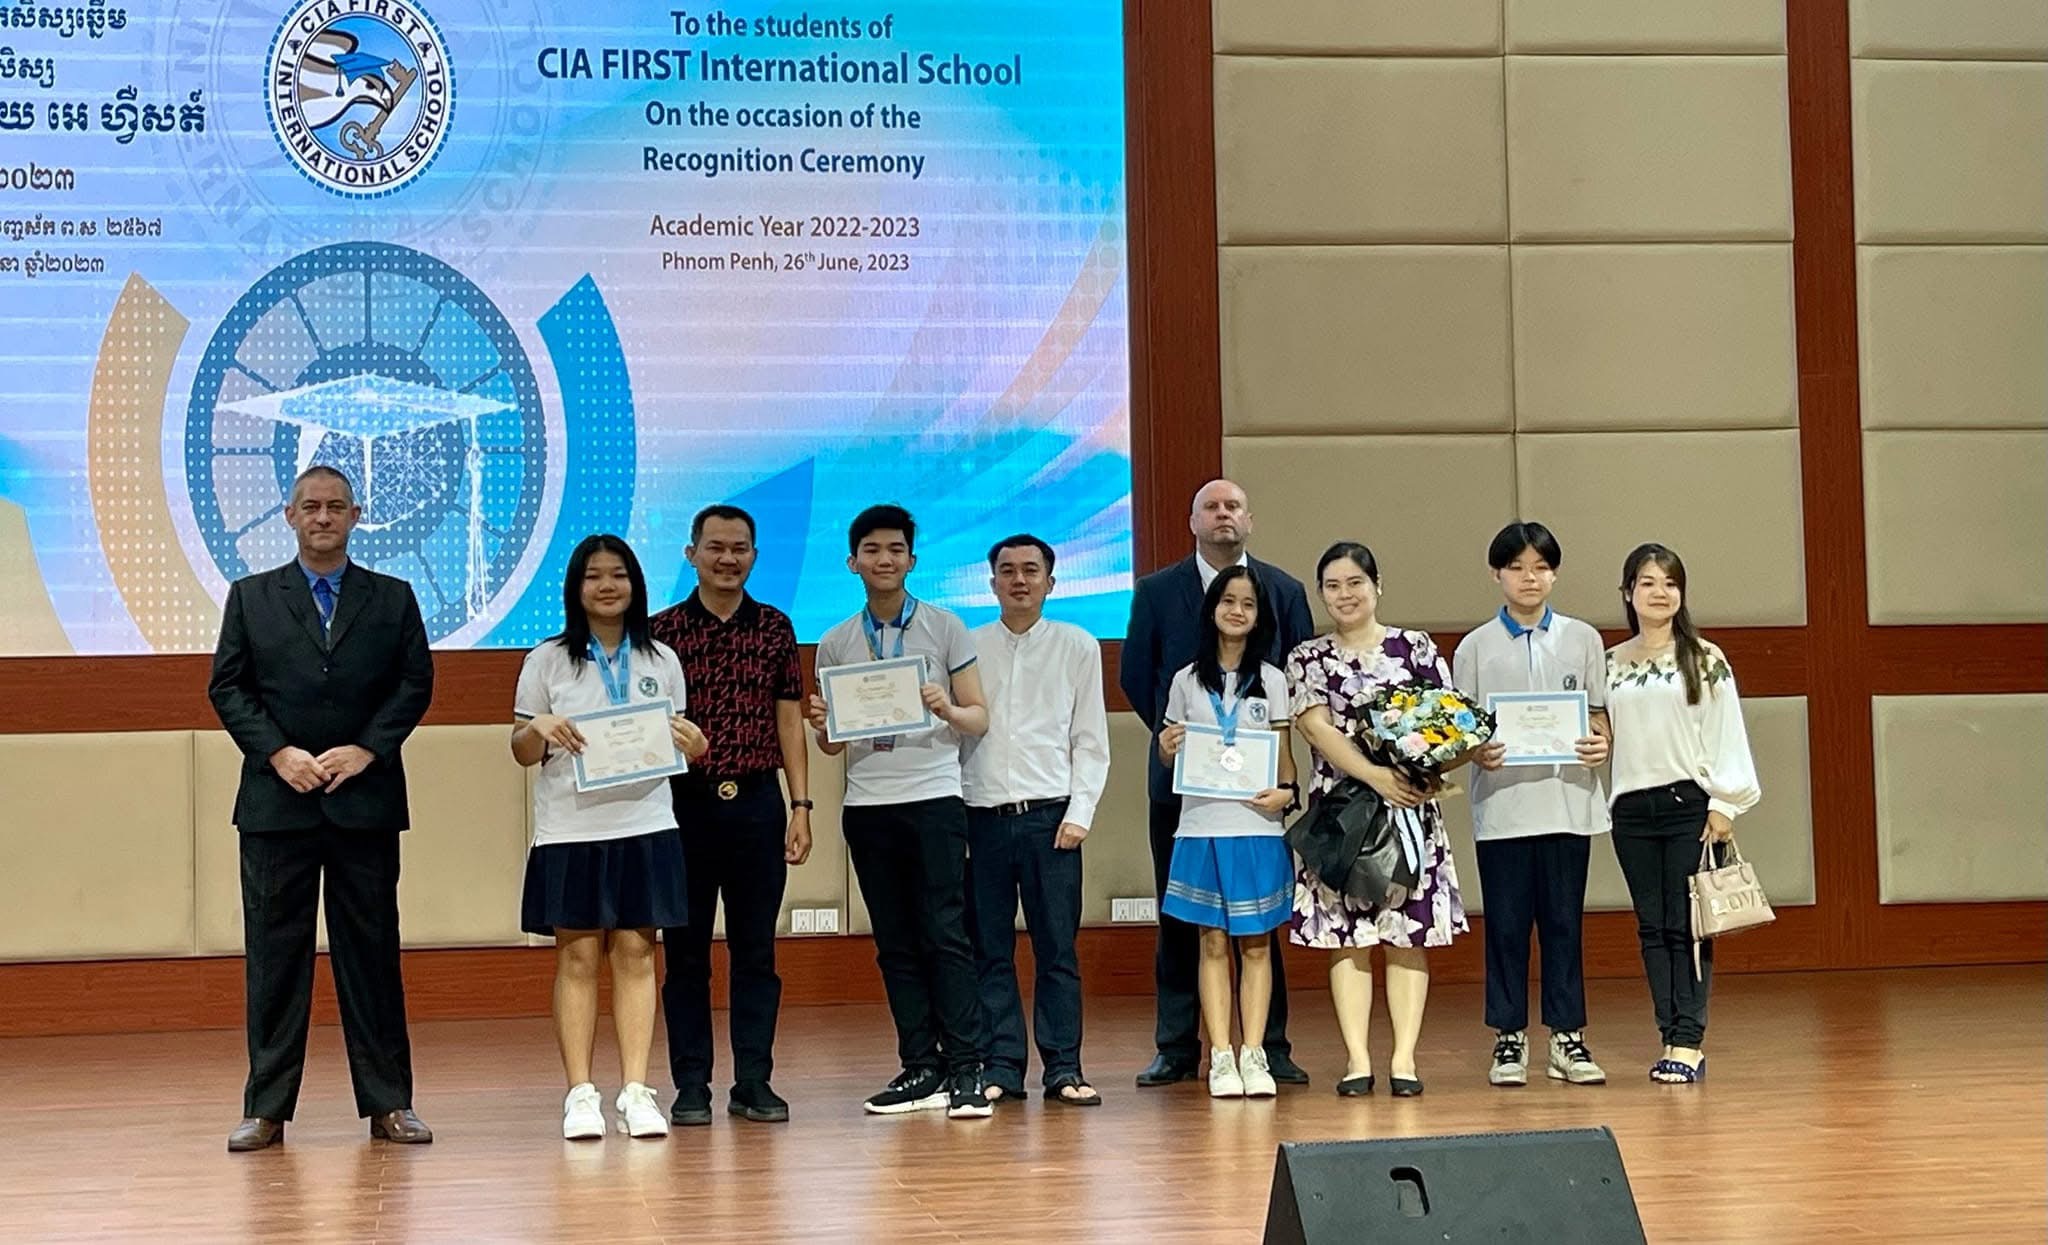 សិស្សឆ្នើម
សិស្ស
យ អេ ហ្វឺសត៍
២០២៣
ញ្ចស័ក ព.ស. ២៥៦៧
នា ឆ្នាំ២០២៣
CIA FIRST
INTERNATIONAL SCHOOL
To the students of
CIA FIRST International School
On the occasion of the
Recognition Ceremony
Academic Year 2022-2023
Phnom Penh, 26th June, 2023